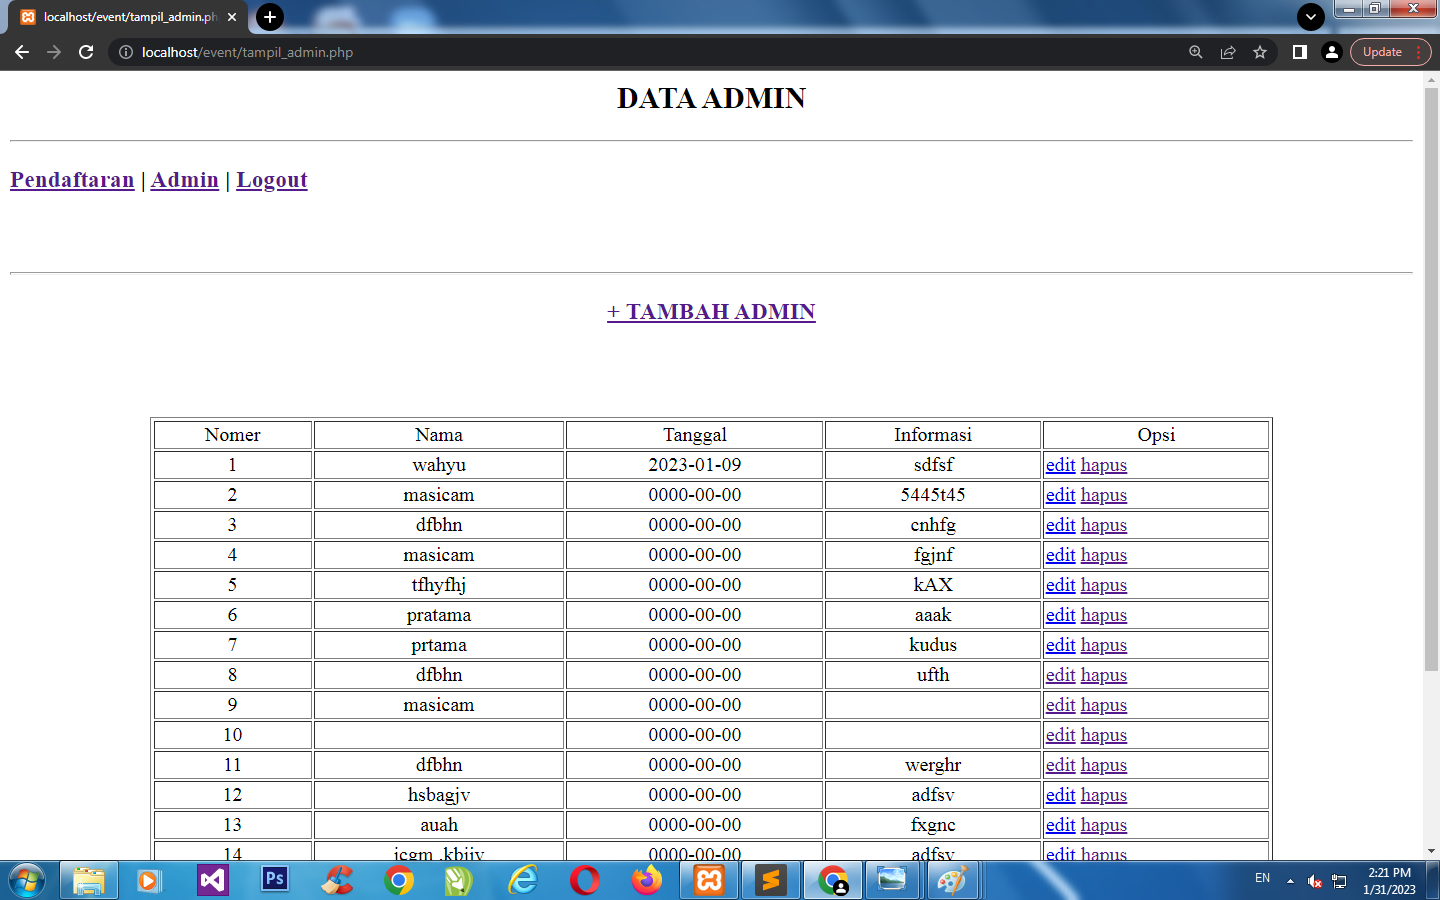 localhost/event/tampil_admin.ph
localhost/event/tampil_admin.php
Update
DATA ADMIN
Pendaftaran | Admin | Logout
+ TAMBAH ADMIN
Nomer Nama Tanggal Informasi Opsi
1 wahyu 2023-01-09 sdfsf edit hapus
2 masicam 0000-00-00 5445t45 edit hapus
3 dfbhn 0000-00-00 cnhfg edit hapus
4 masicam 0000-00-00 fgjnf edit hapus
5 tfhyfhj 0000-00-00 kAX edit hapus
6 pratama 0000-00-00 aaak edit hapus
7 prtama 0000-00-00 kudus edit hapus
8 dfbhn 0000-00-00 ufth edit hapus
9 masicam 0000-00-00 edit hapus
10 0000-00-00 edit hapus
11 dfbhn 0000-00-00 werghr edit hapus
12 hsbagjv 0000-00-00 adfsv edit hapus
13 auah 0000-00-00 fxgnc edit hapus
14 0000-00-00 adfsv edit hapus
Ps
EN
2:21 PM
1/31/2023